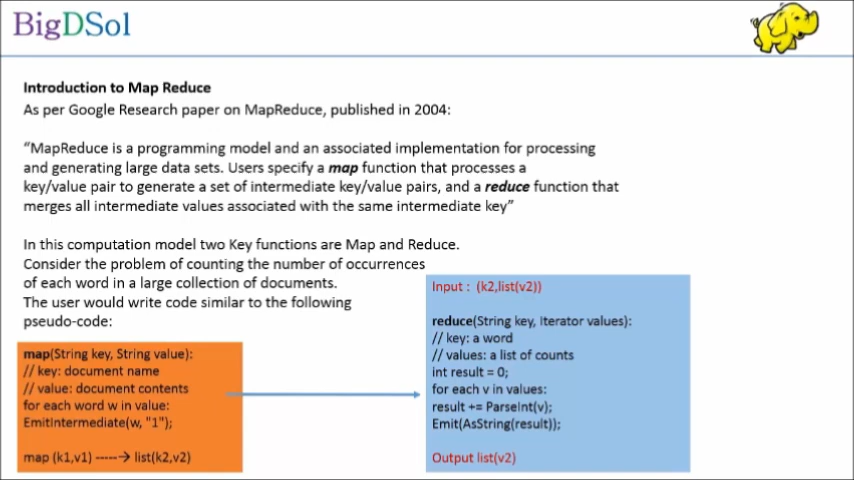 BigDSol
Introduction to Map Reduce
As per Google Research paper on MapReduce, published in 2004:
“MapReduce is a programming model and an associated implementation for processing
and generating large data sets. Users specify a map function that processes a
key/value pair to generate a set of intermediate key/value pairs, and a reduce function that
merges all intermediate values associated with the same intermediate key”
In this computation model two Key functions are Map and Reduce.
Consider the problem of counting the number of occurrences
of each word in a large collection of documents.
The user would write code similar to the following
pseudo-code:
map(String key, String value):
// key: document name
// value: document contents
for each word w in value:
EmitIntermediate(w, "1");
map (k1,v1) -----→ list(k2,v2)
Input : (k2,list(v2))
reduce(String key, Iterator values):
// key: a word
// values: a list of counts
int result = 0;
for each v in values:
result += ParseInt(v);
Emit(AsString(result));
Output list(v2)